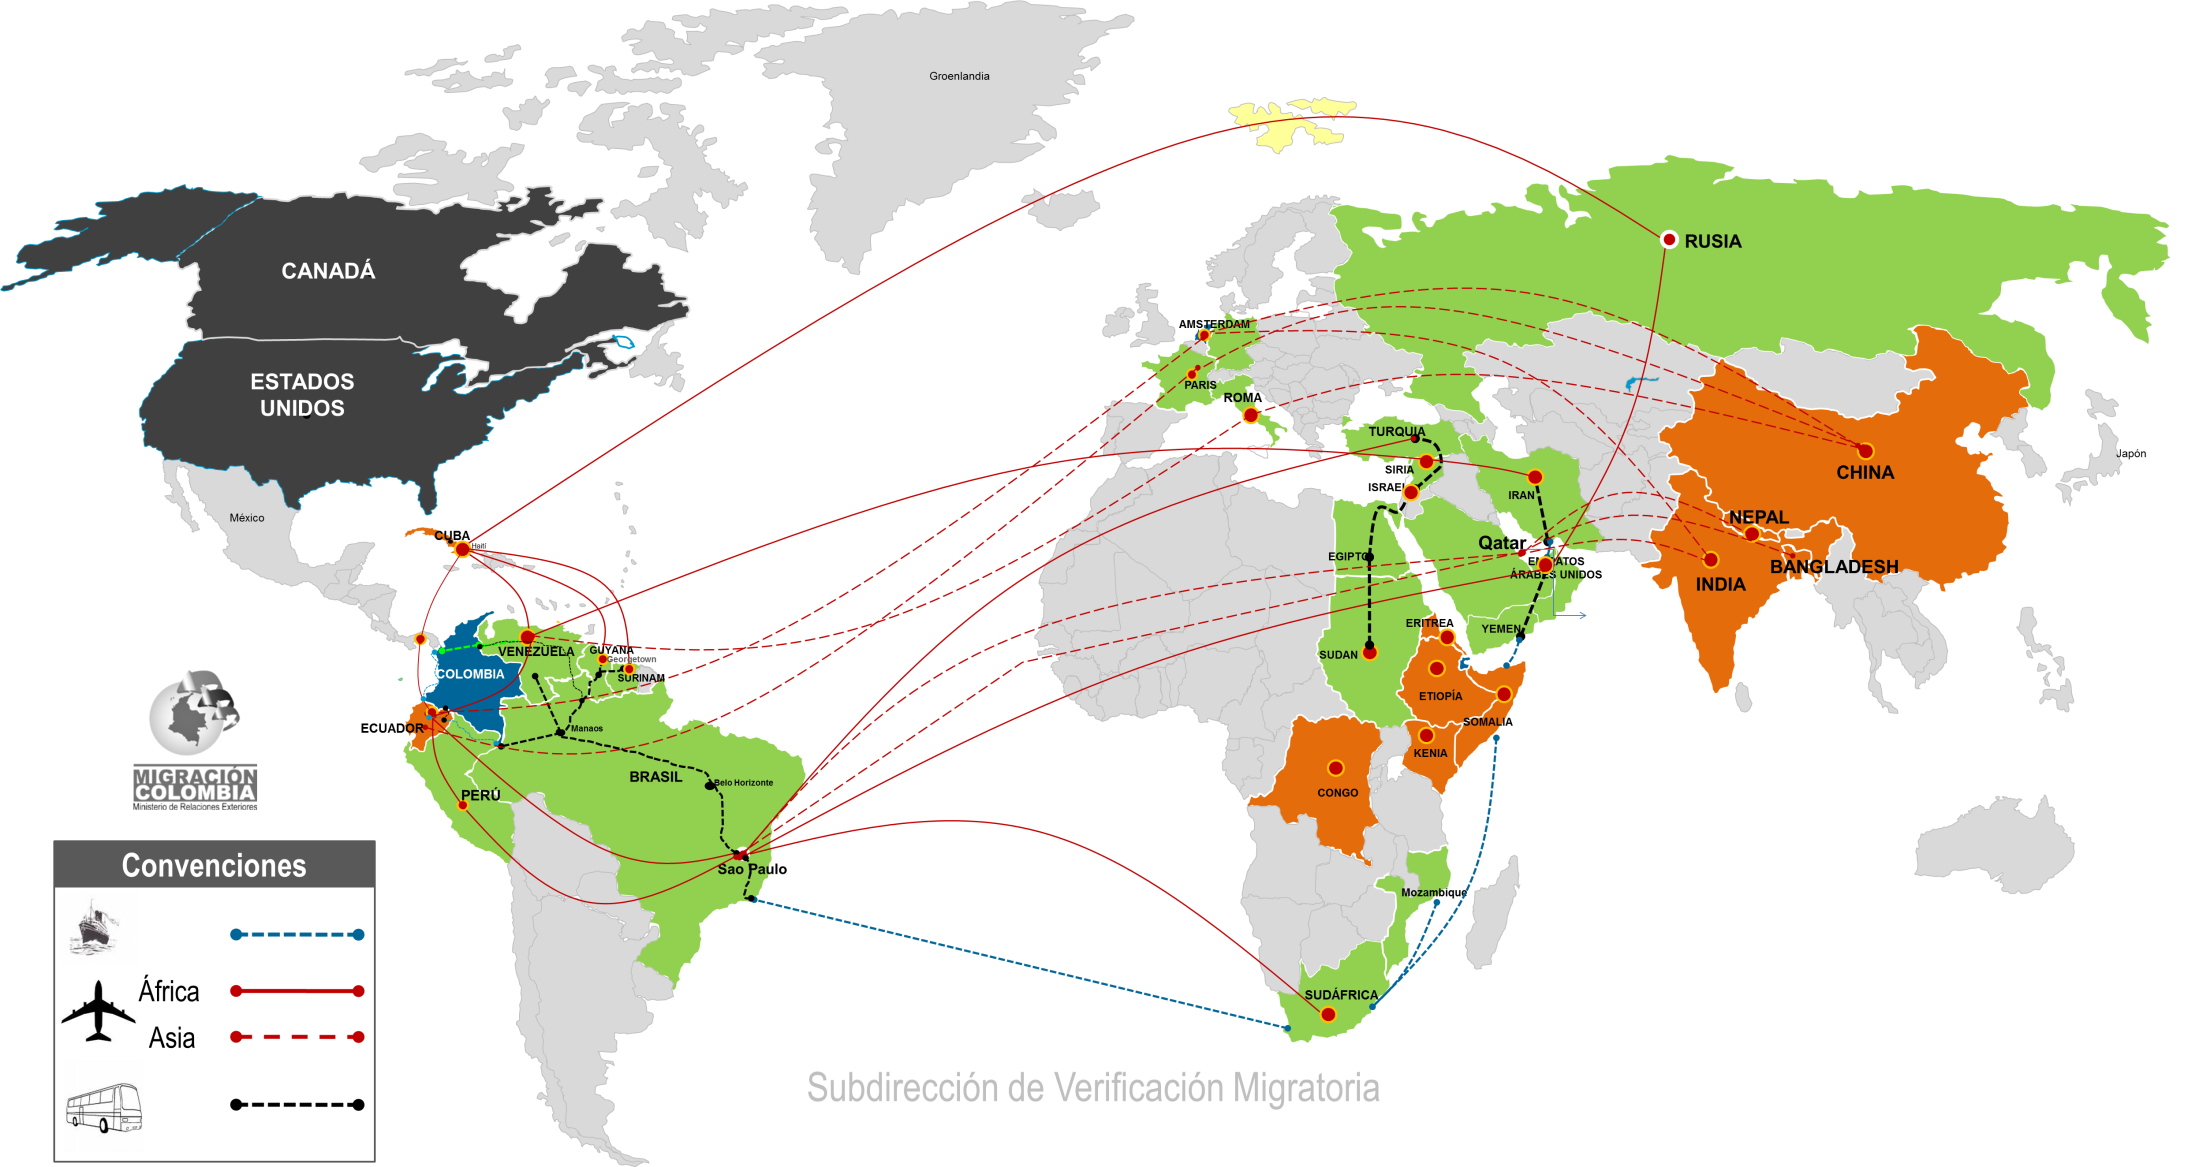 Groenlandia
CANADÁ
RUSIA
ESTADOS
UNIDOS
AMSTERDAM
PARIS
ROMA
TURQUIA
SIRIA
ISRAEL
IRAN
CHINA
Japón
México
CUBA
Haití
NEPAL
Qatar
EGIPTO
EMIRATOS
ÁRABES UNIDOS
BANGLADESH
INDIA
ERITREA
YEMEN
SUDAN
VENEZUELA
GUYANA
Georgetown
SURINAM
COLOMBIA
ETIOPÍA
SOMALIA
ECUADOR
Manaos
KENIA
BRASIL
Belo Horizonte
CONGO
PERÚ
Sao Paulo
Mozambique
SUDÁFRICA
MIGRACIÓN
COLOMBIA
Ministerio de Relaciones Exteriores
Convenciones
África
Asia
Subdirección de Verificación Migratoria